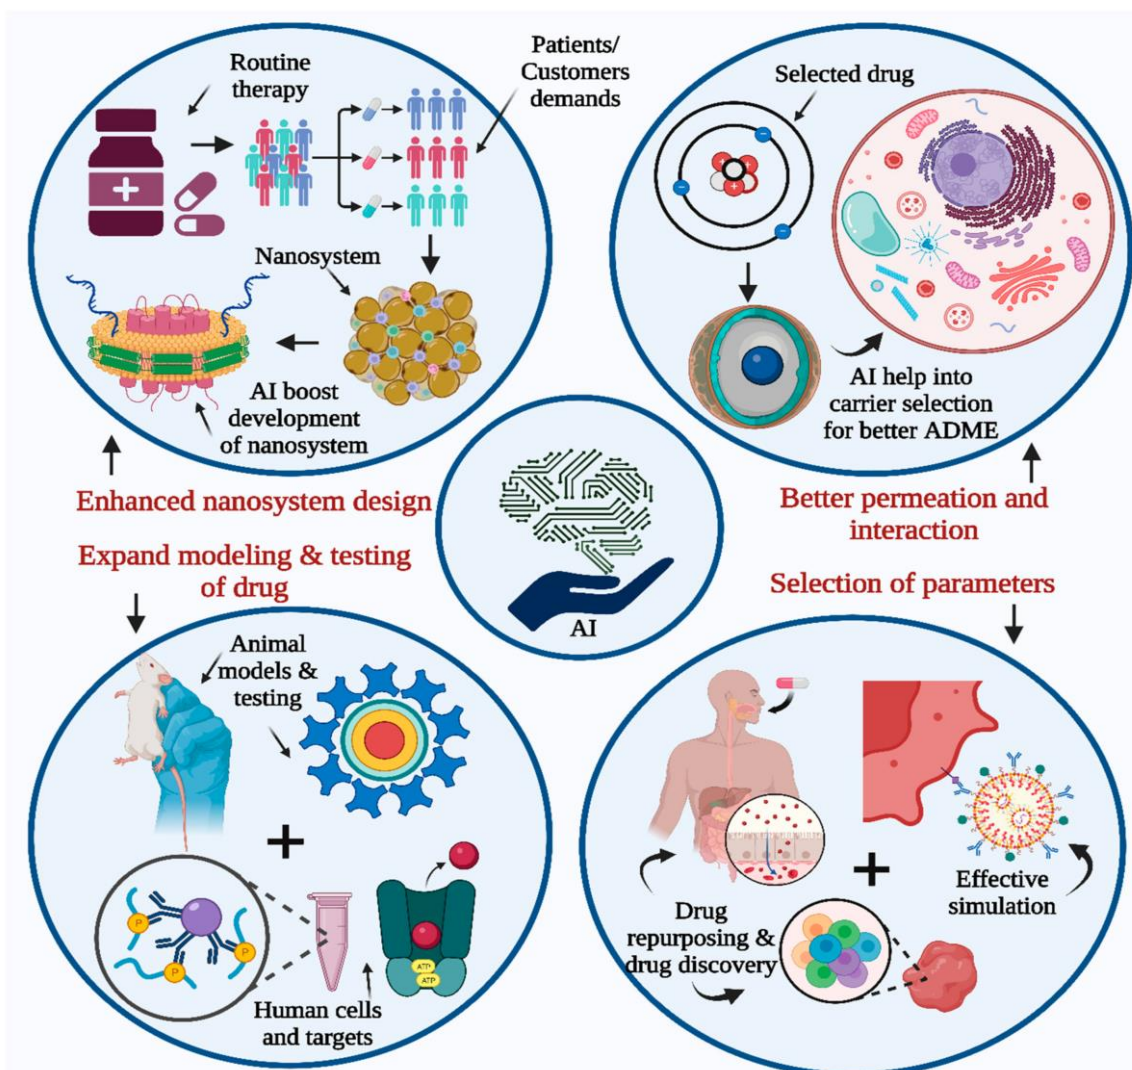 Routine
therapy
Patients/
Customers
demands
Nanosystem
AI boost
development
of nanosystem
Selected drug
AI help into
carrier selection
for better ADME
Enhanced nanosystem design
Better permeation and
interaction
AI
Expand modeling & testing
of drug
Selection of parameters
Animal
models &
testing
P
P
P
ATP
ATP
Human cells
and targets
Drug
repurposing &
drug discovery
Effective
simulation